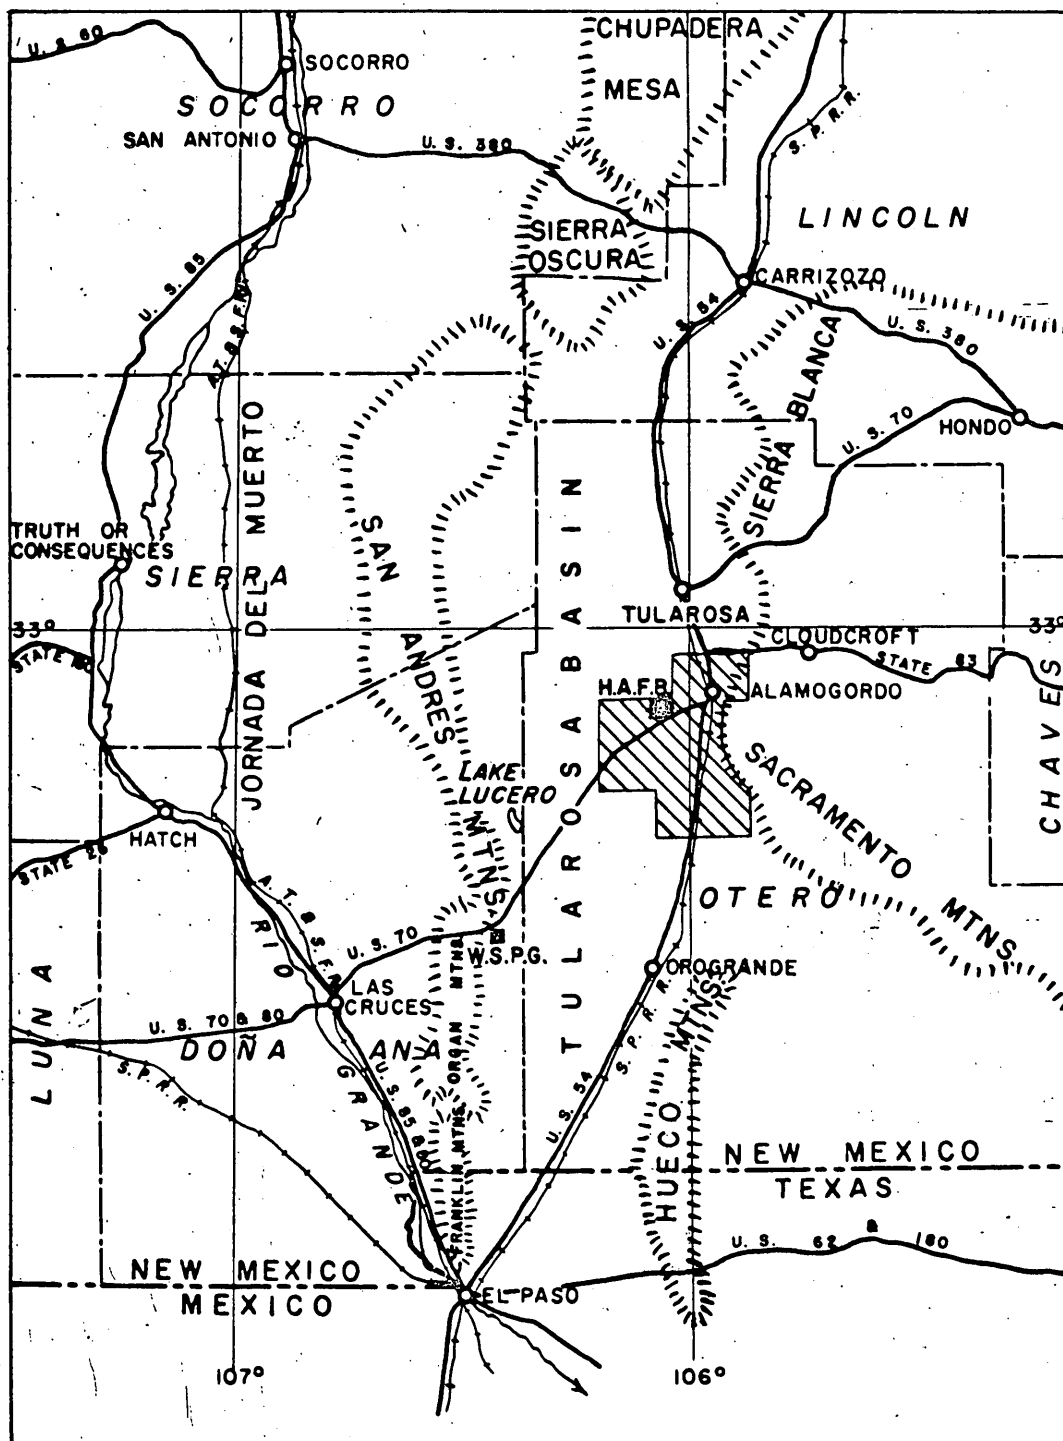 U. S. 60
SOCORRO
SOCORRO
SAN ANTONIO
U. S. 380
CHUPADERA
MESA
S. P. R. R.
LINCOLN
SIERRA
OSCURA
CARRIZOZO
U. S. 85
A.T. & S.F.R.
U. S. 54
U. S. 380
SIERRA BLANCA
U. S. 70
HONDO
JORNADA DEL MUERTO
TRUTH OR
CONSEQUENCES
SIERRA
SAN ANDRES MTNS.
TULAROSA BASIN
TULAROSA
33°
33°
CLOUDCROFT
STATE 83
STATE
H.A.F.B.
ALAMOGORDO
CHAVES
LAKE
LUCERO
SACRAMENTO MTNS.
HATCH
STATE 26
OTERO
A. T. & S. F. R.
RIO GRANDE
U. S. 70
W.S.P.G.
LAS
CRUCES
OROGRANDE
LUNA
U. S. 70 & 80
DOÑA ANA
S. P. R. R.
ORGAN MTNS.
U. S. 85 & 80
FRANKLIN MTNS.
U. S. 54
S. P. R. R.
HUECO MTNS.
NEW MEXICO
TEXAS
U. S. 62 & 180
NEW MEXICO
MEXICO
EL PASO
107°
106°